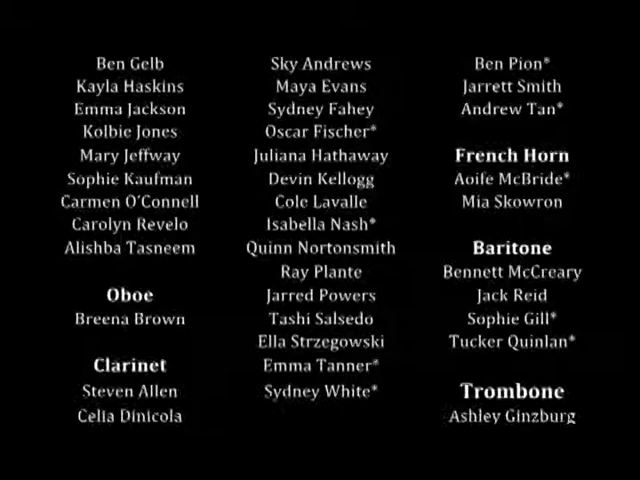 Ben Gelb
Kayla Haskins
Emma Jackson
Kolbie Jones
Mary Jeffway
Sophie Kaufman
Carmen O'Connell
Carolyn Revelo
Alishba Tasneem
Oboe
Breena Brown
Clarinet
Steven Allen
Celia Dinicola
Sky Andrews
Maya Evans
Sydney Fahey
Oscar Fischer*
Juliana Hathaway
Devin Kellogg
Cole Lavalle
Isabella Nash*
Quinn Nortonsmith
Ray Plante
Jarred Powers
Tashi Salsedo
Ella Strzegowski
Emma Tanner*
Sydney White*
Ben Pion*
Jarrett Smith
Andrew Tan*
French Horn
Aoife McBride*
Mia Skowron
Baritone
Bennett McCreary
Jack Reid
Sophie Gill*
Tucker Quinlan*
Trombone
Ashley Ginzburg